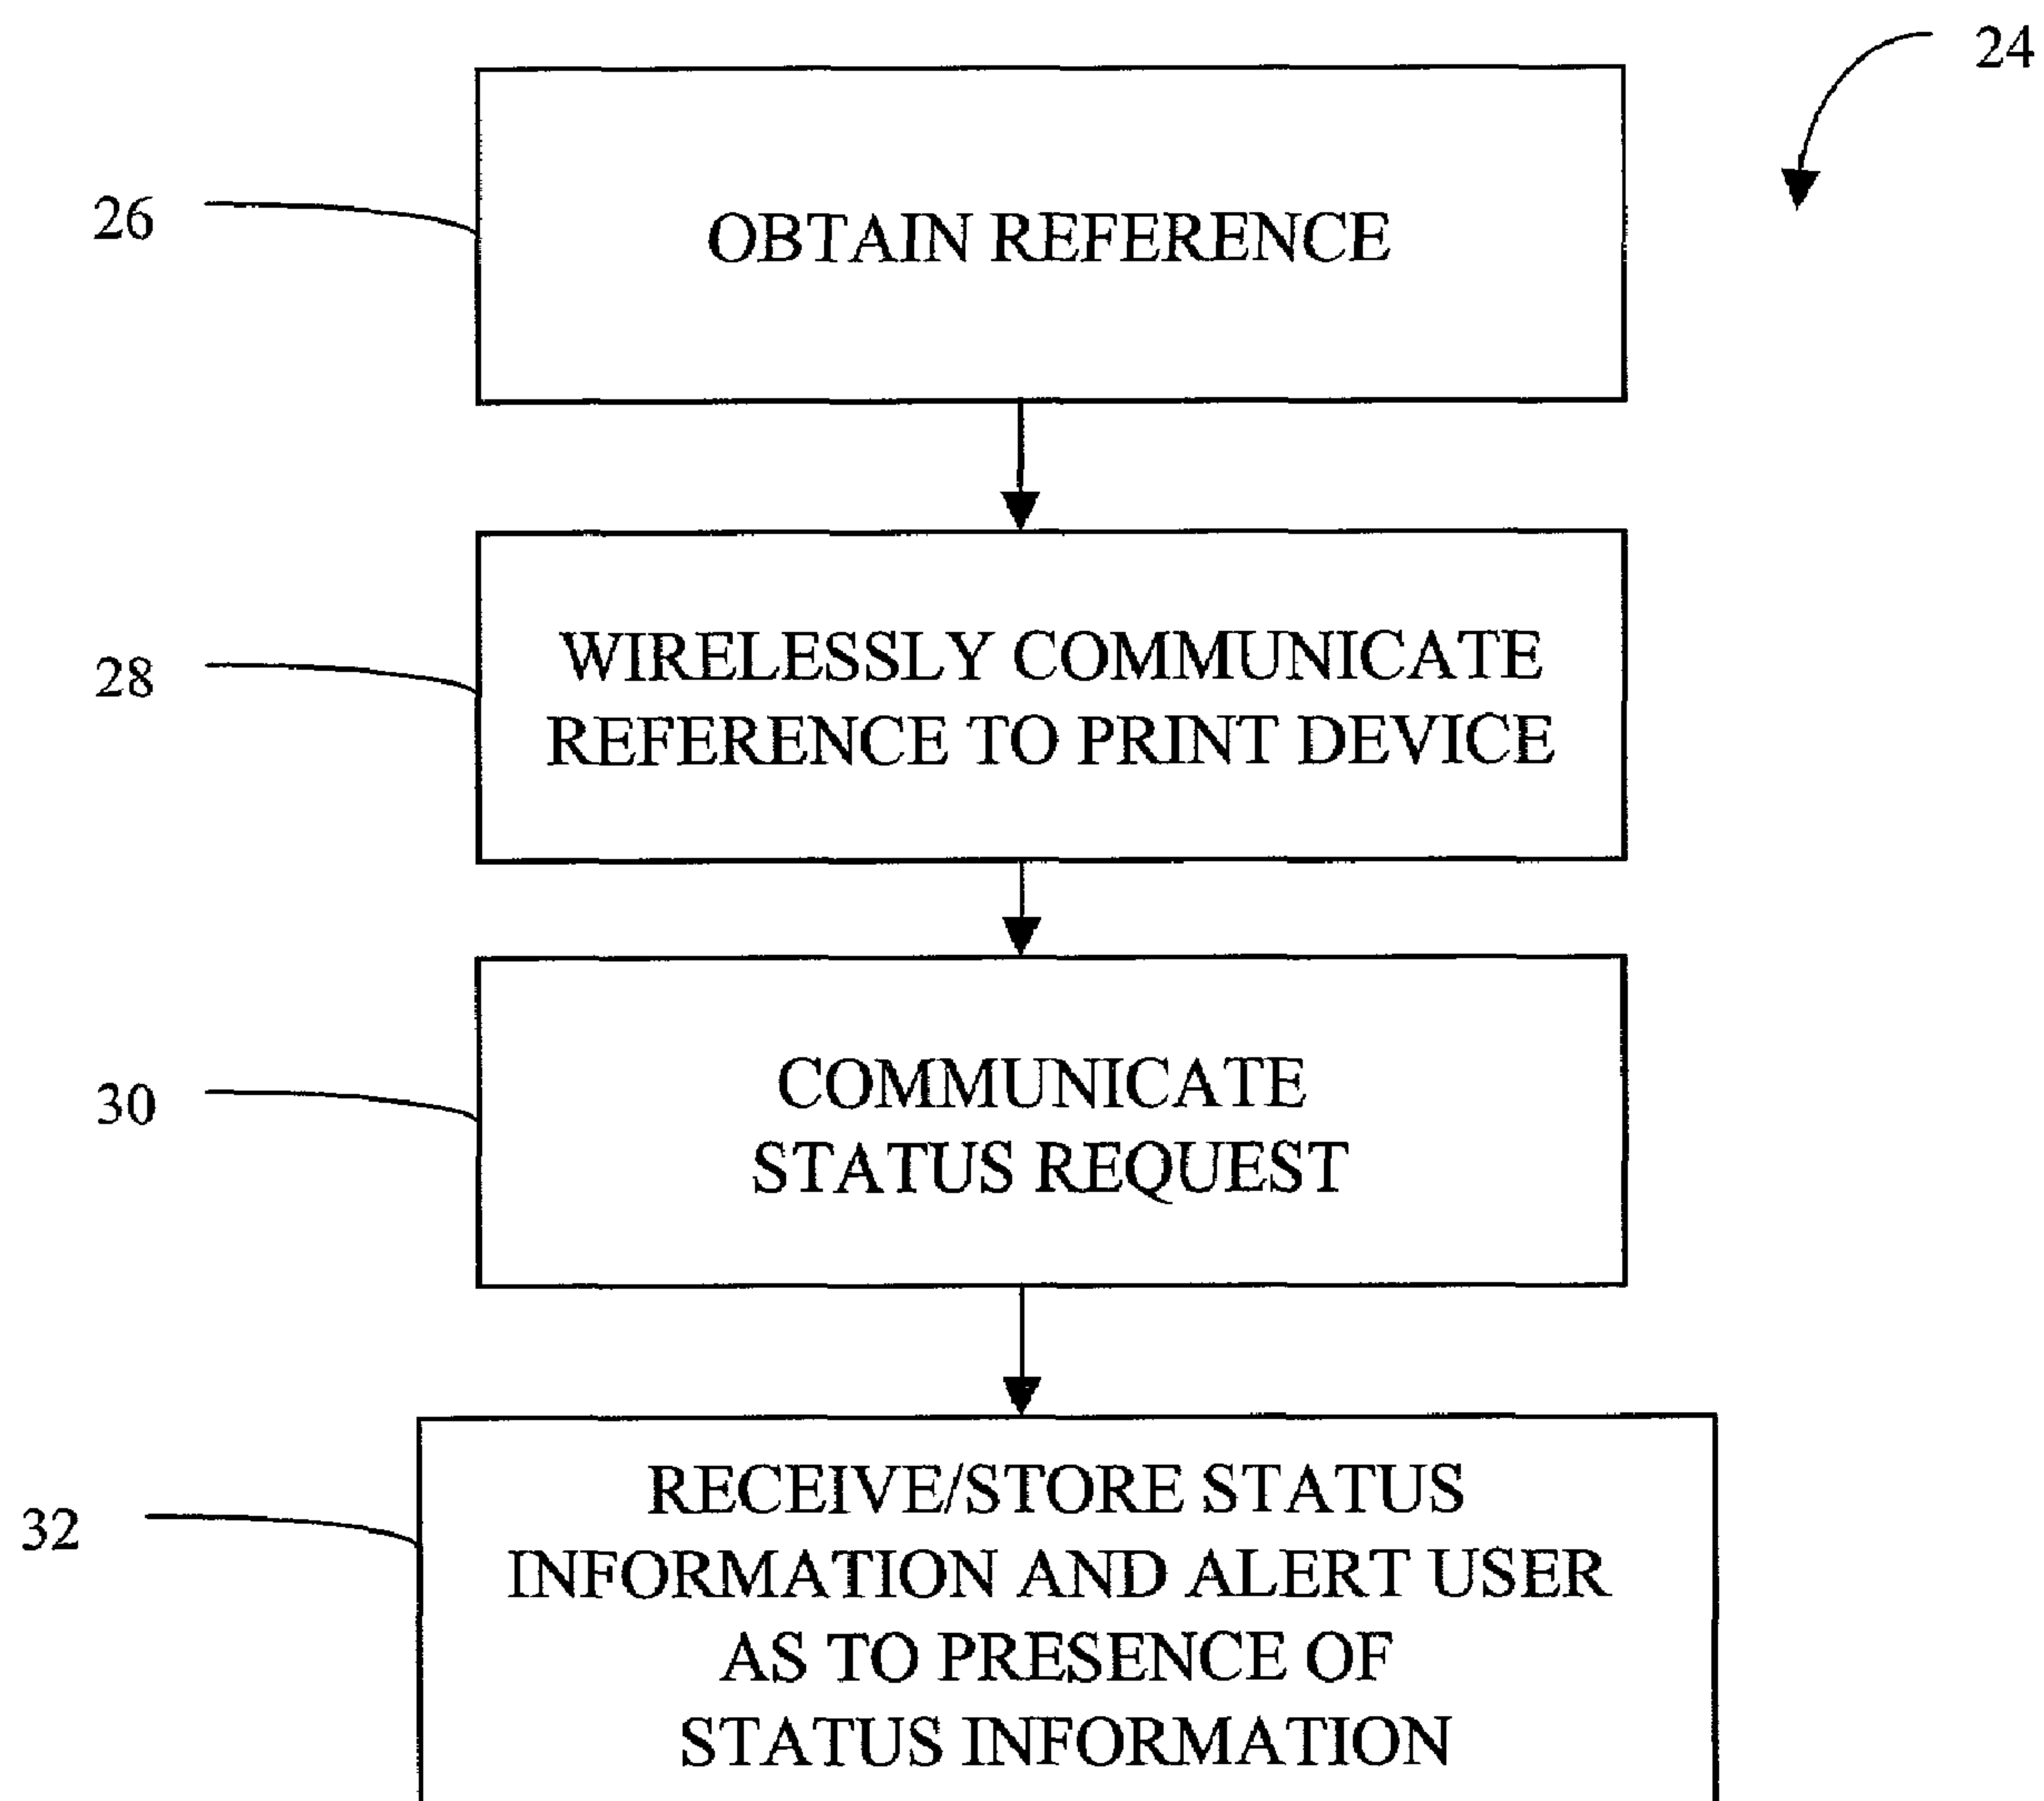 24
26
OBTAIN REFERENCE
28
WIRELESSLY COMMUNICATE
REFERENCE TO PRINT DEVICE
30
COMMUNICATE
STATUS REQUEST
32
RECEIVE/STORE STATUS
INFORMATION AND ALERT USER
AS TO PRESENCE OF
STATUS INFORMATION